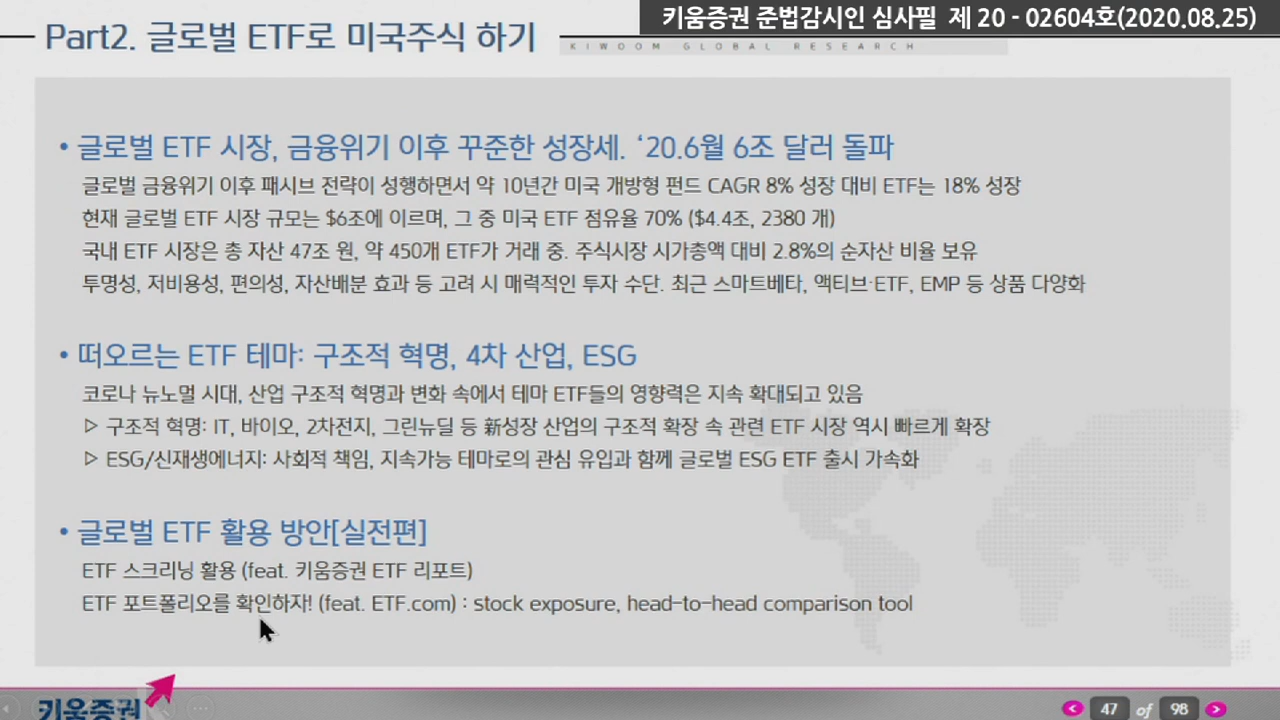 키움증권 준법감시인 심사필 제 20 - 02604호(2020.08.25)
Part2. 글로벌 ETF로 미국주식 하기
KIWOOM GLOBAL RESEARCH
• 글로벌 ETF 시장, 금융위기 이후 꾸준한 성장세. ‘20.6월 6조 달러 돌파
글로벌 금융위기 이후 패시브 전략이 성행하면서 약 10년간 미국 개방형 펀드 CAGR 8% 성장 대비 ETF는 18% 성장
현재 글로벌 ETF 시장 규모는 $6조에 이르며, 그 중 미국 ETF 점유율 70% ($4.4조, 2380 개)
국내 ETF 시장은 총 자산 47조 원, 약 450개 ETF가 거래 중. 주식시장 시가총액 대비 2.8%의 순자산 비율 보유
투명성, 저비용성, 편의성, 자산배분 효과 등 고려 시 매력적인 투자 수단. 최근 스마트베타, 액티브·ETF, EMP 등 상품 다양화
• 떠오르는 ETF 테마: 구조적 혁명, 4차 산업, ESG
코로나 뉴노멀 시대, 산업 구조적 혁명과 변화 속에서 테마 ETF들의 영향력은 지속 확대되고 있음
▷ 구조적 혁명: IT, 바이오, 2차전지, 그린뉴딜 등 新성장 산업의 구조적 확장 속 관련 ETF 시장 역시 빠르게 확장
▷ ESG/신재생에너지: 사회적 책임, 지속가능 테마로의 관심 유입과 함께 글로벌 ESG ETF 출시 가속화
• 글로벌 ETF 활용 방안[실전편]
ETF 스크리닝 활용 (feat. 키움증권 ETF 리포트)
ETF 포트폴리오를 확인하자! (feat. ETF.com) : stock exposure, head-to-head comparison tool
키움증권
47 of 98